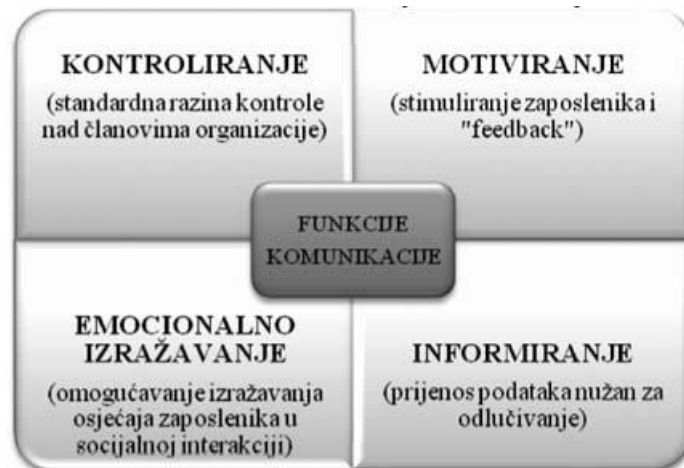 KONTROLIRANJE
(standardna razina kontrole
nad članovima organizacije)
MOTIVIRANJE
(stimuliranje zaposlenika i
"feedback")
FUNKCIJE
KOMUNIKACIJE
EMOCIONALNO
IZRAŽAVANJE
(omogućavanje izražavanja
osjećaja zaposlenika u
socijalnoj interakciji)
INFORMIRANJE
(prijenos podataka nužan za
odlučivanje)